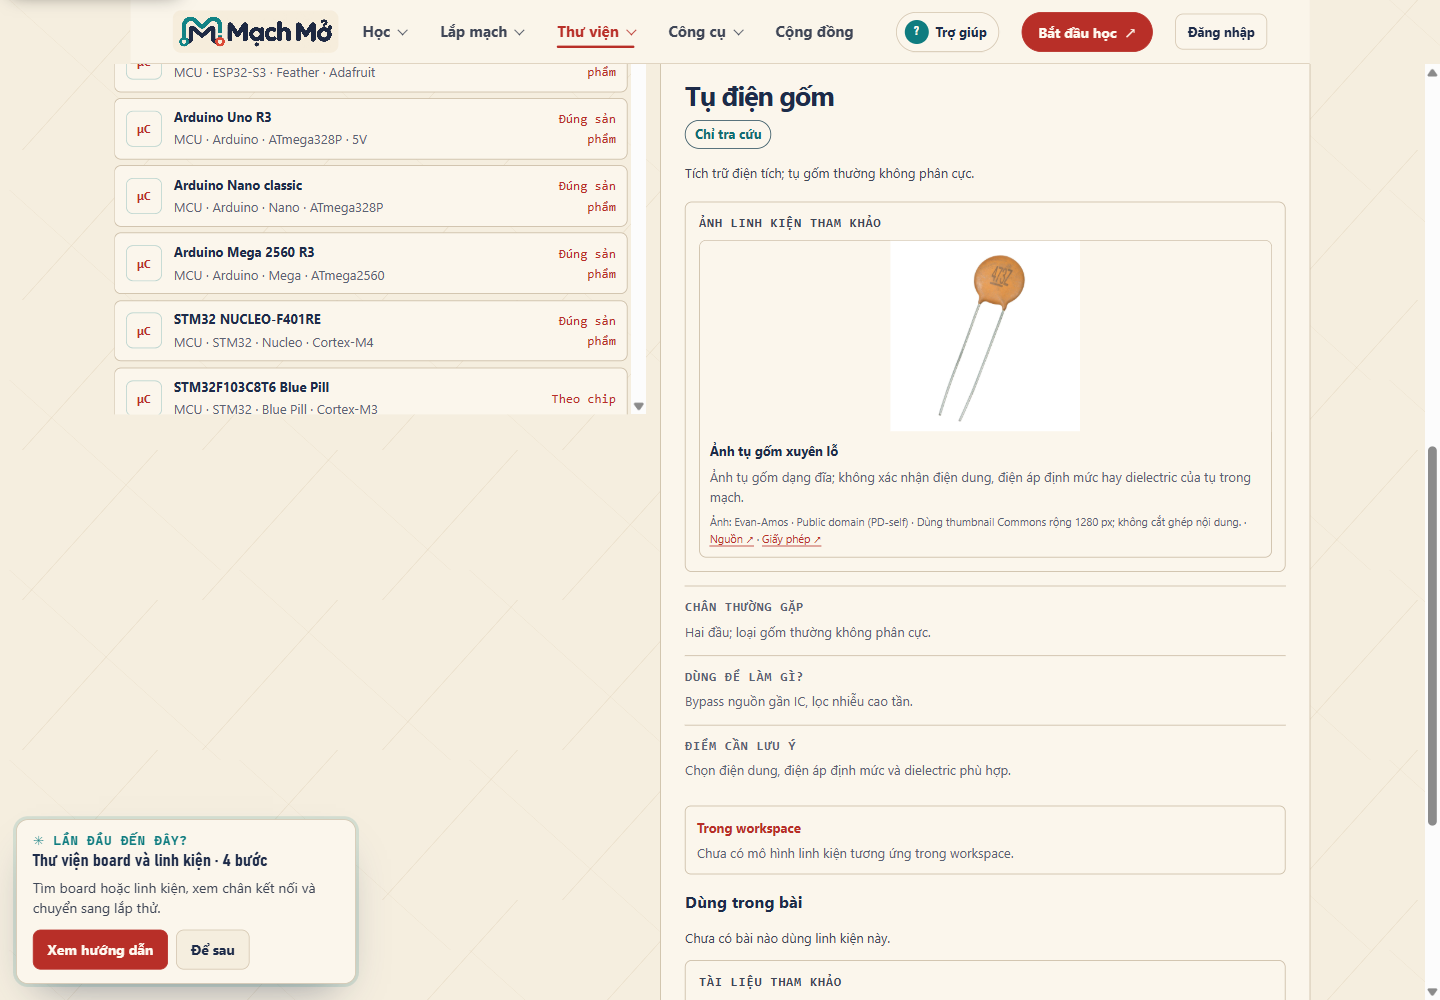 Mạch Mở
Học
Lắp mạch
Thư viện
Công cụ
Cộng đồng
? Trợ giúp
Bắt đầu học ↗
Đăng nhập
µC
MCU · ESP32-S3 · Feather · Adafruit
phẩm
µC
Arduino Uno R3
MCU · Arduino · ATmega328P · 5V
Đúng sản
phẩm
µC
Arduino Nano classic
MCU · Arduino · Nano · ATmega328P
Đúng sản
phẩm
µC
Arduino Mega 2560 R3
MCU · Arduino · Mega · ATmega2560
Đúng sản
phẩm
µC
STM32 NUCLEO-F401RE
MCU · STM32 · Nucleo · Cortex-M4
Đúng sản
phẩm
µC
STM32F103C8T6 Blue Pill
MCU · STM32 · Blue Pill · Cortex-M3
Theo chip
Tụ điện gốm
Chỉ tra cứu
Tích trữ điện tích; tụ gốm thường không phân cực.
ẢNH LINH KIỆN THAM KHẢO
Ảnh tụ gốm xuyên lỗ
Ảnh tụ gốm dạng đĩa; không xác nhận điện dung, điện áp định mức hay dielectric của tụ trong
mạch.
Ảnh: Evan-Amos · Public domain (PD-self) · Dùng thumbnail Commons rộng 1280 px; không cắt ghép nội dung. ·
Nguồn ↗ · Giấy phép ↗
CHÂN THƯỜNG GẶP
Hai đầu; loại gốm thường không phân cực.
DÙNG ĐỂ LÀM GÌ?
Bypass nguồn gần IC, lọc nhiễu cao tần.
ĐIỂM CẦN LƯU Ý
Chọn điện dung, điện áp định mức và dielectric phù hợp.
Trong workspace
Chưa có mô hình linh kiện tương ứng trong workspace.
Dùng trong bài
Chưa có bài nào dùng linh kiện này.
TÀI LIỆU THAM KHẢO
✳ LẦN ĐẦU ĐẾN ĐÂY?
Thư viện board và linh kiện · 4 bước
Tìm board hoặc linh kiện, xem chân kết nối và
chuyển sang lắp thử.
Xem hướng dẫn
Để sau